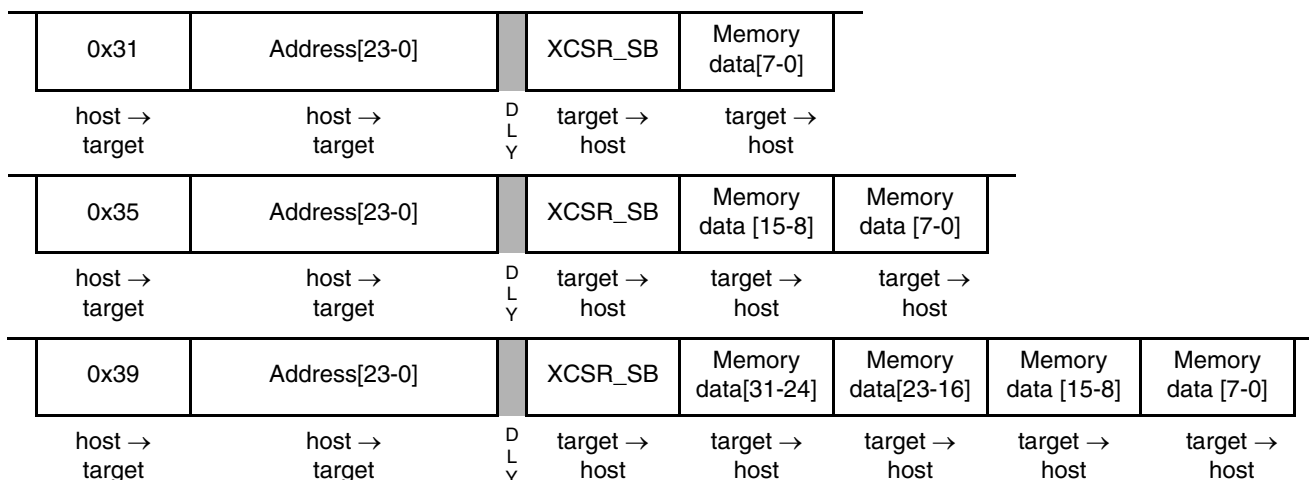 0x31 Address[23-0] XCSR_SB Memory data[7-0]
host → target host → target D L Y target → host target → host
0x35 Address[23-0] XCSR_SB Memory data [15-8] Memory data [7-0]
host → target host → target D L Y target → host target → host target → host
0x39 Address[23-0] XCSR_SB Memory data[31-24] Memory data[23-16] Memory data [15-8] Memory data [7-0]
host → target host → target D L Y target → host target → host target → host target → host target → host